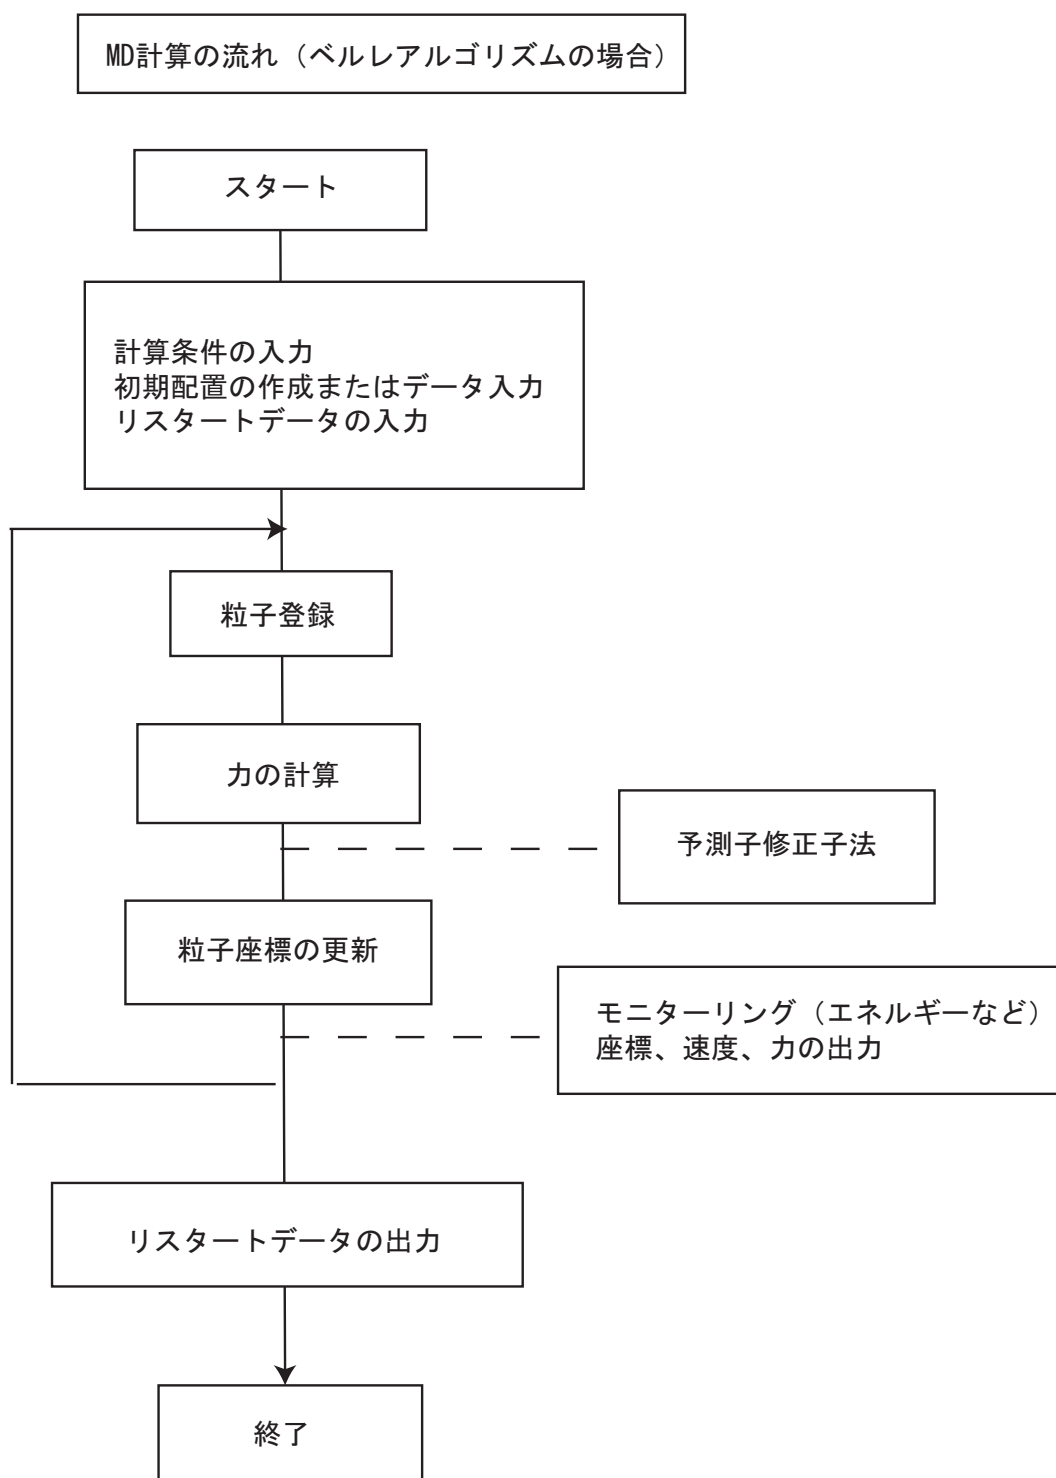 MD計算の流れ（ベルレアルゴリズムの場合）
スタート
計算条件の入力
初期配置の作成またはデータ入力
リスタートデータの入力
粒子登録
力の計算
予測子修正子法
粒子座標の更新
モニターリング（エネルギーなど）
座標、速度、力の出力
リスタートデータの出力
終了